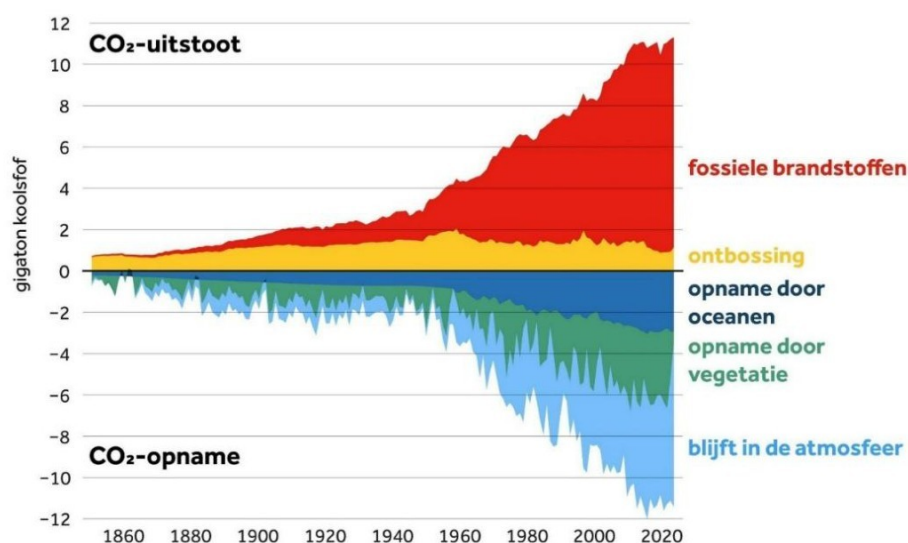 12
CO₂-uitstoot
10
8
6
4
2
0
−2
−4
−6
−8
−10
−12
gigaton koolsfof
fossiele brandstoffen
ontbossing
opname door
oceanen
opname door
vegetatie
blijft in de atmosfeer
CO₂-opname
1860 1880 1900 1920 1940 1960 1980 2000 2020